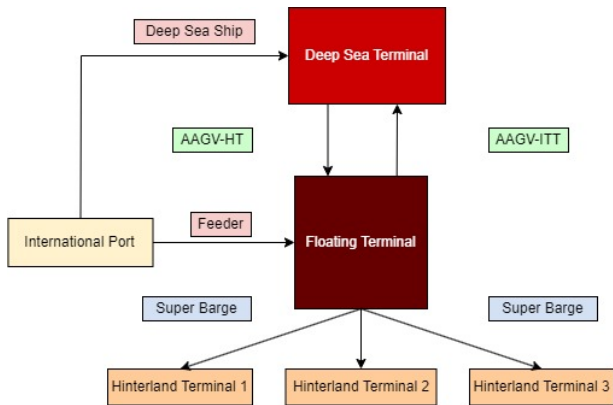 Deep Sea Ship
Deep Sea Terminal
AAGV-HT
AAGV-ITT
Feeder
International Port
Floating Terminal
Super Barge
Super Barge
Hinterland Terminal 1
Hinterland Terminal 2
Hinterland Terminal 3